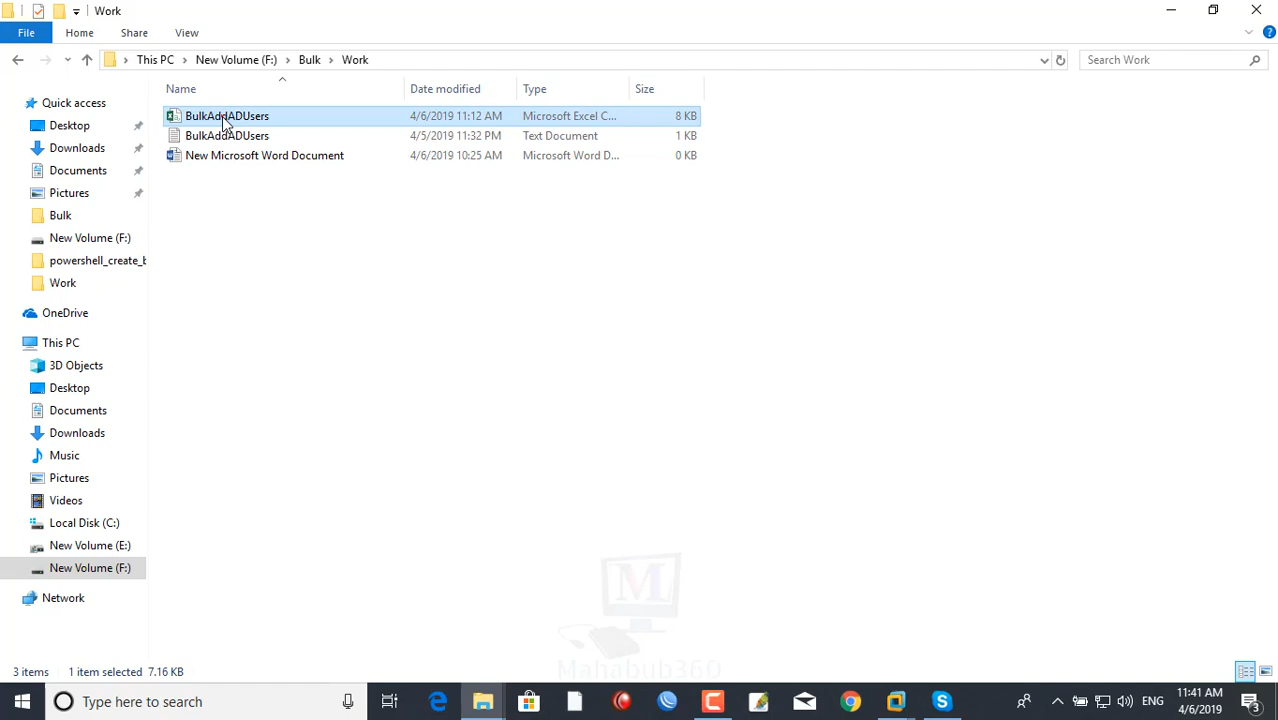 Work
File Home Share View
This PC New Volume (F:) Bulk Work Search Work
Name Date modified Type Size
BulkAddADUsers 4/6/2019 11:12 AM Microsoft Excel C... 8 KB
BulkAddADUsers 4/5/2019 11:32 PM Text Document 1 KB
New Microsoft Word Document 4/6/2019 10:25 AM Microsoft Word D... 0 KB
Quick access
Desktop
Downloads
Documents
Pictures
Bulk
New Volume (F:)
powershell_create_b
Work
OneDrive
This PC
3D Objects
Desktop
Documents
Downloads
Music
Pictures
Videos
Local Disk (C:)
New Volume (E:)
New Volume (F:)
Network
M
Mahabub360
3 items 1 item selected 7.16 KB
Type here to search
ENG
11:41 AM
4/6/2019
3